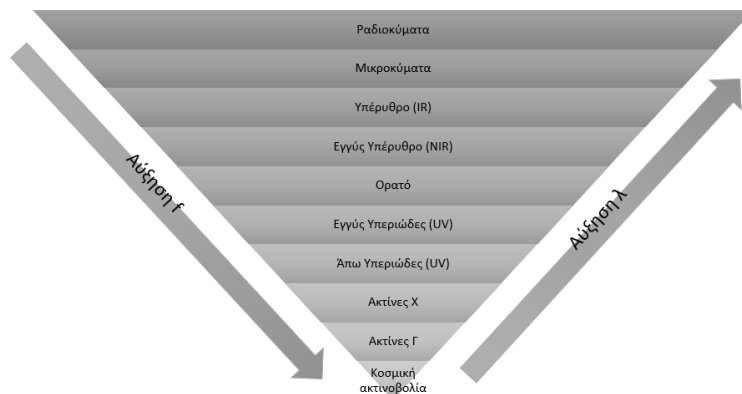 Ραδιοκύματα
Μικροκύματα
Υπέρυθρο (IR)
Εγγύς Υπέρυθρο (NIR)
Ορατό
Εγγύς Υπεριώδες (UV)
Άπω Υπεριώδες (UV)
Ακτίνες Χ
Ακτίνες Γ
Κοσμική
ακτινοβολία
Αύξηση f
Αύξηση λ